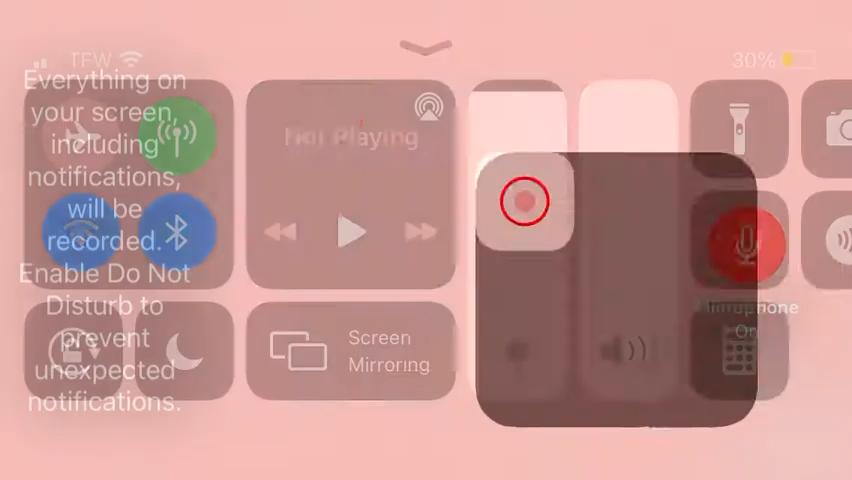 TFW
30%
Everything on
your screen,
including
notifications,
will be
recorded.
Enable Do Not
Disturb to
prevent
unexpected
notifications.
Not Playing
Screen
Mirroring
Microphone
On